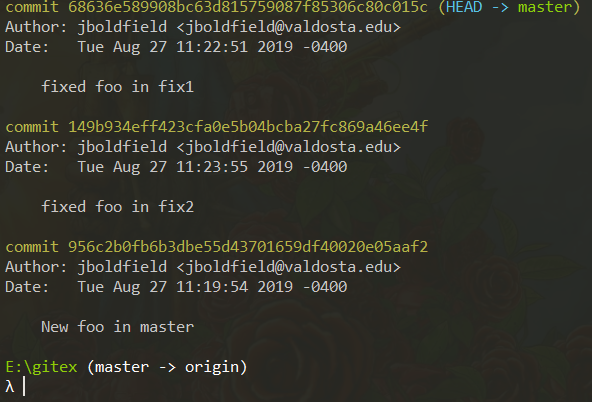 commit 68636e589908bc63d815759087f85306c80c015c (HEAD -> master)
Author: jboldfield <jboldfield@valdosta.edu>
Date:   Tue Aug 27 11:22:51 2019 -0400
    fixed foo in fix1
commit 149b934eff423cfa0e5b04bcba27fc869a46ee4f
Author: jboldfield <jboldfield@valdosta.edu>
Date:   Tue Aug 27 11:23:55 2019 -0400
    fixed foo in fix2
commit 956c2b0fb6b3dbe55d43701659df40020e05aaf2
Author: jboldfield <jboldfield@valdosta.edu>
Date:   Tue Aug 27 11:19:54 2019 -0400
    New foo in master
E:\gitex (master -> origin)
λ